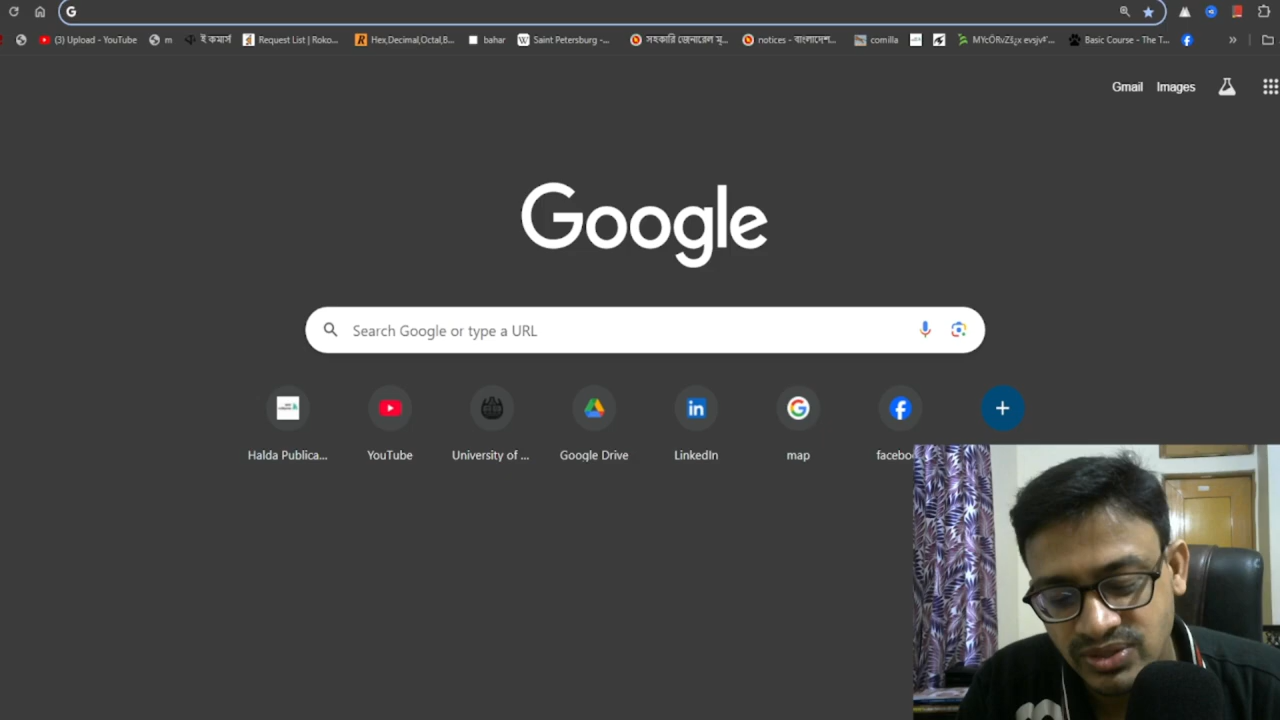 (3) Upload - YouTube m ই কমার্স Request List | Roko... Hex,Decimal,Octal,B... bahar Saint Petersburg -... সহকারি জেনারেল মৃ... notices - বাংলাদেশ... comilla Basic Course - The T...
Gmail Images
Google
Search Google or type a URL
Halda Publica... YouTube University of ... Google Drive LinkedIn map facebo